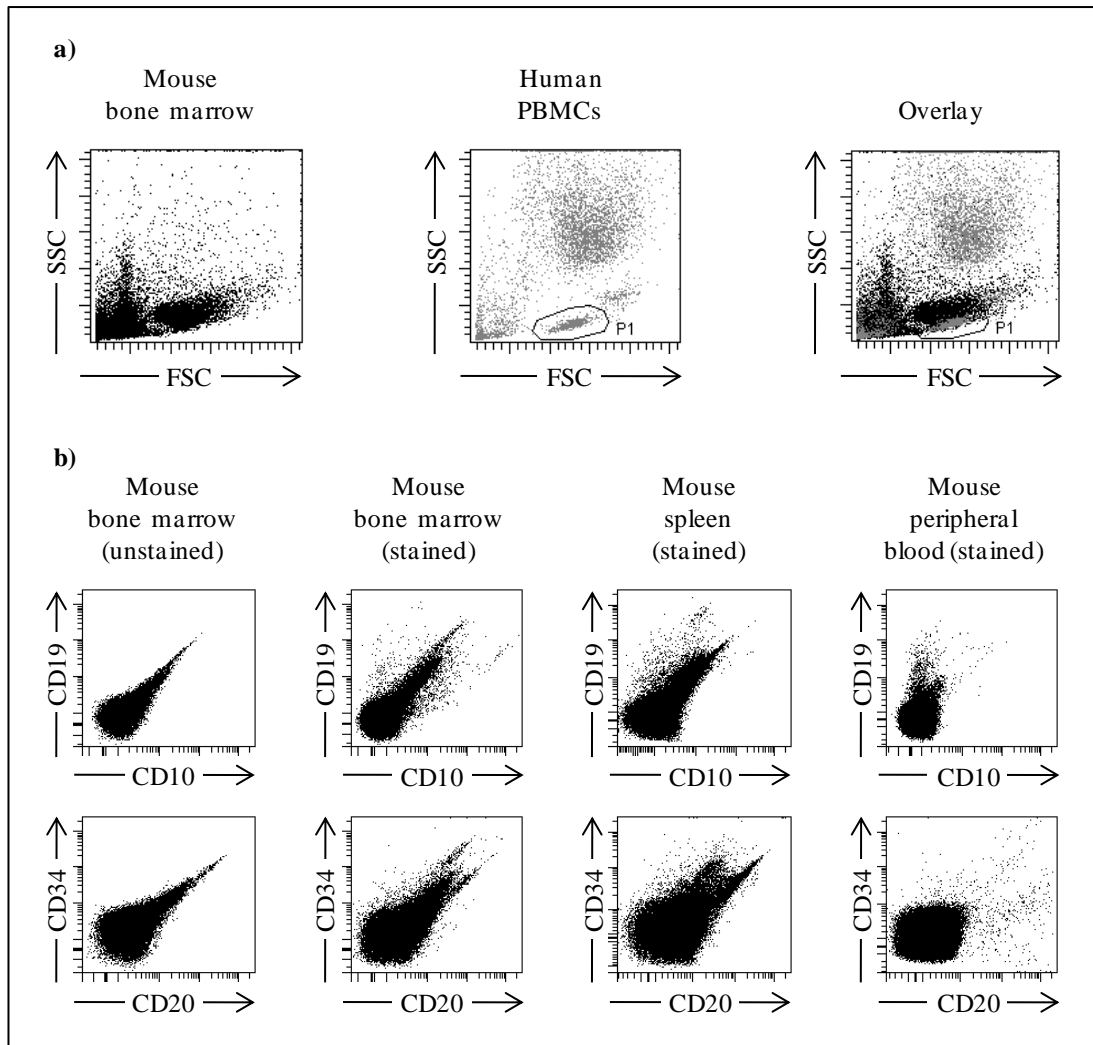 a)
Mouse
bone marrow
Human
PBMCs
Overlay
SSC
FSC
SSC
P1
FSC
SSC
P1
FSC
b)
Mouse
bone marrow
(unstained)
Mouse
bone marrow
(stained)
Mouse
spleen
(stained)
Mouse
peripheral
blood (stained)
CD19
CD10
CD19
CD10
CD19
CD10
CD19
CD10
CD34
CD20
CD34
CD20
CD34
CD20
CD34
CD20